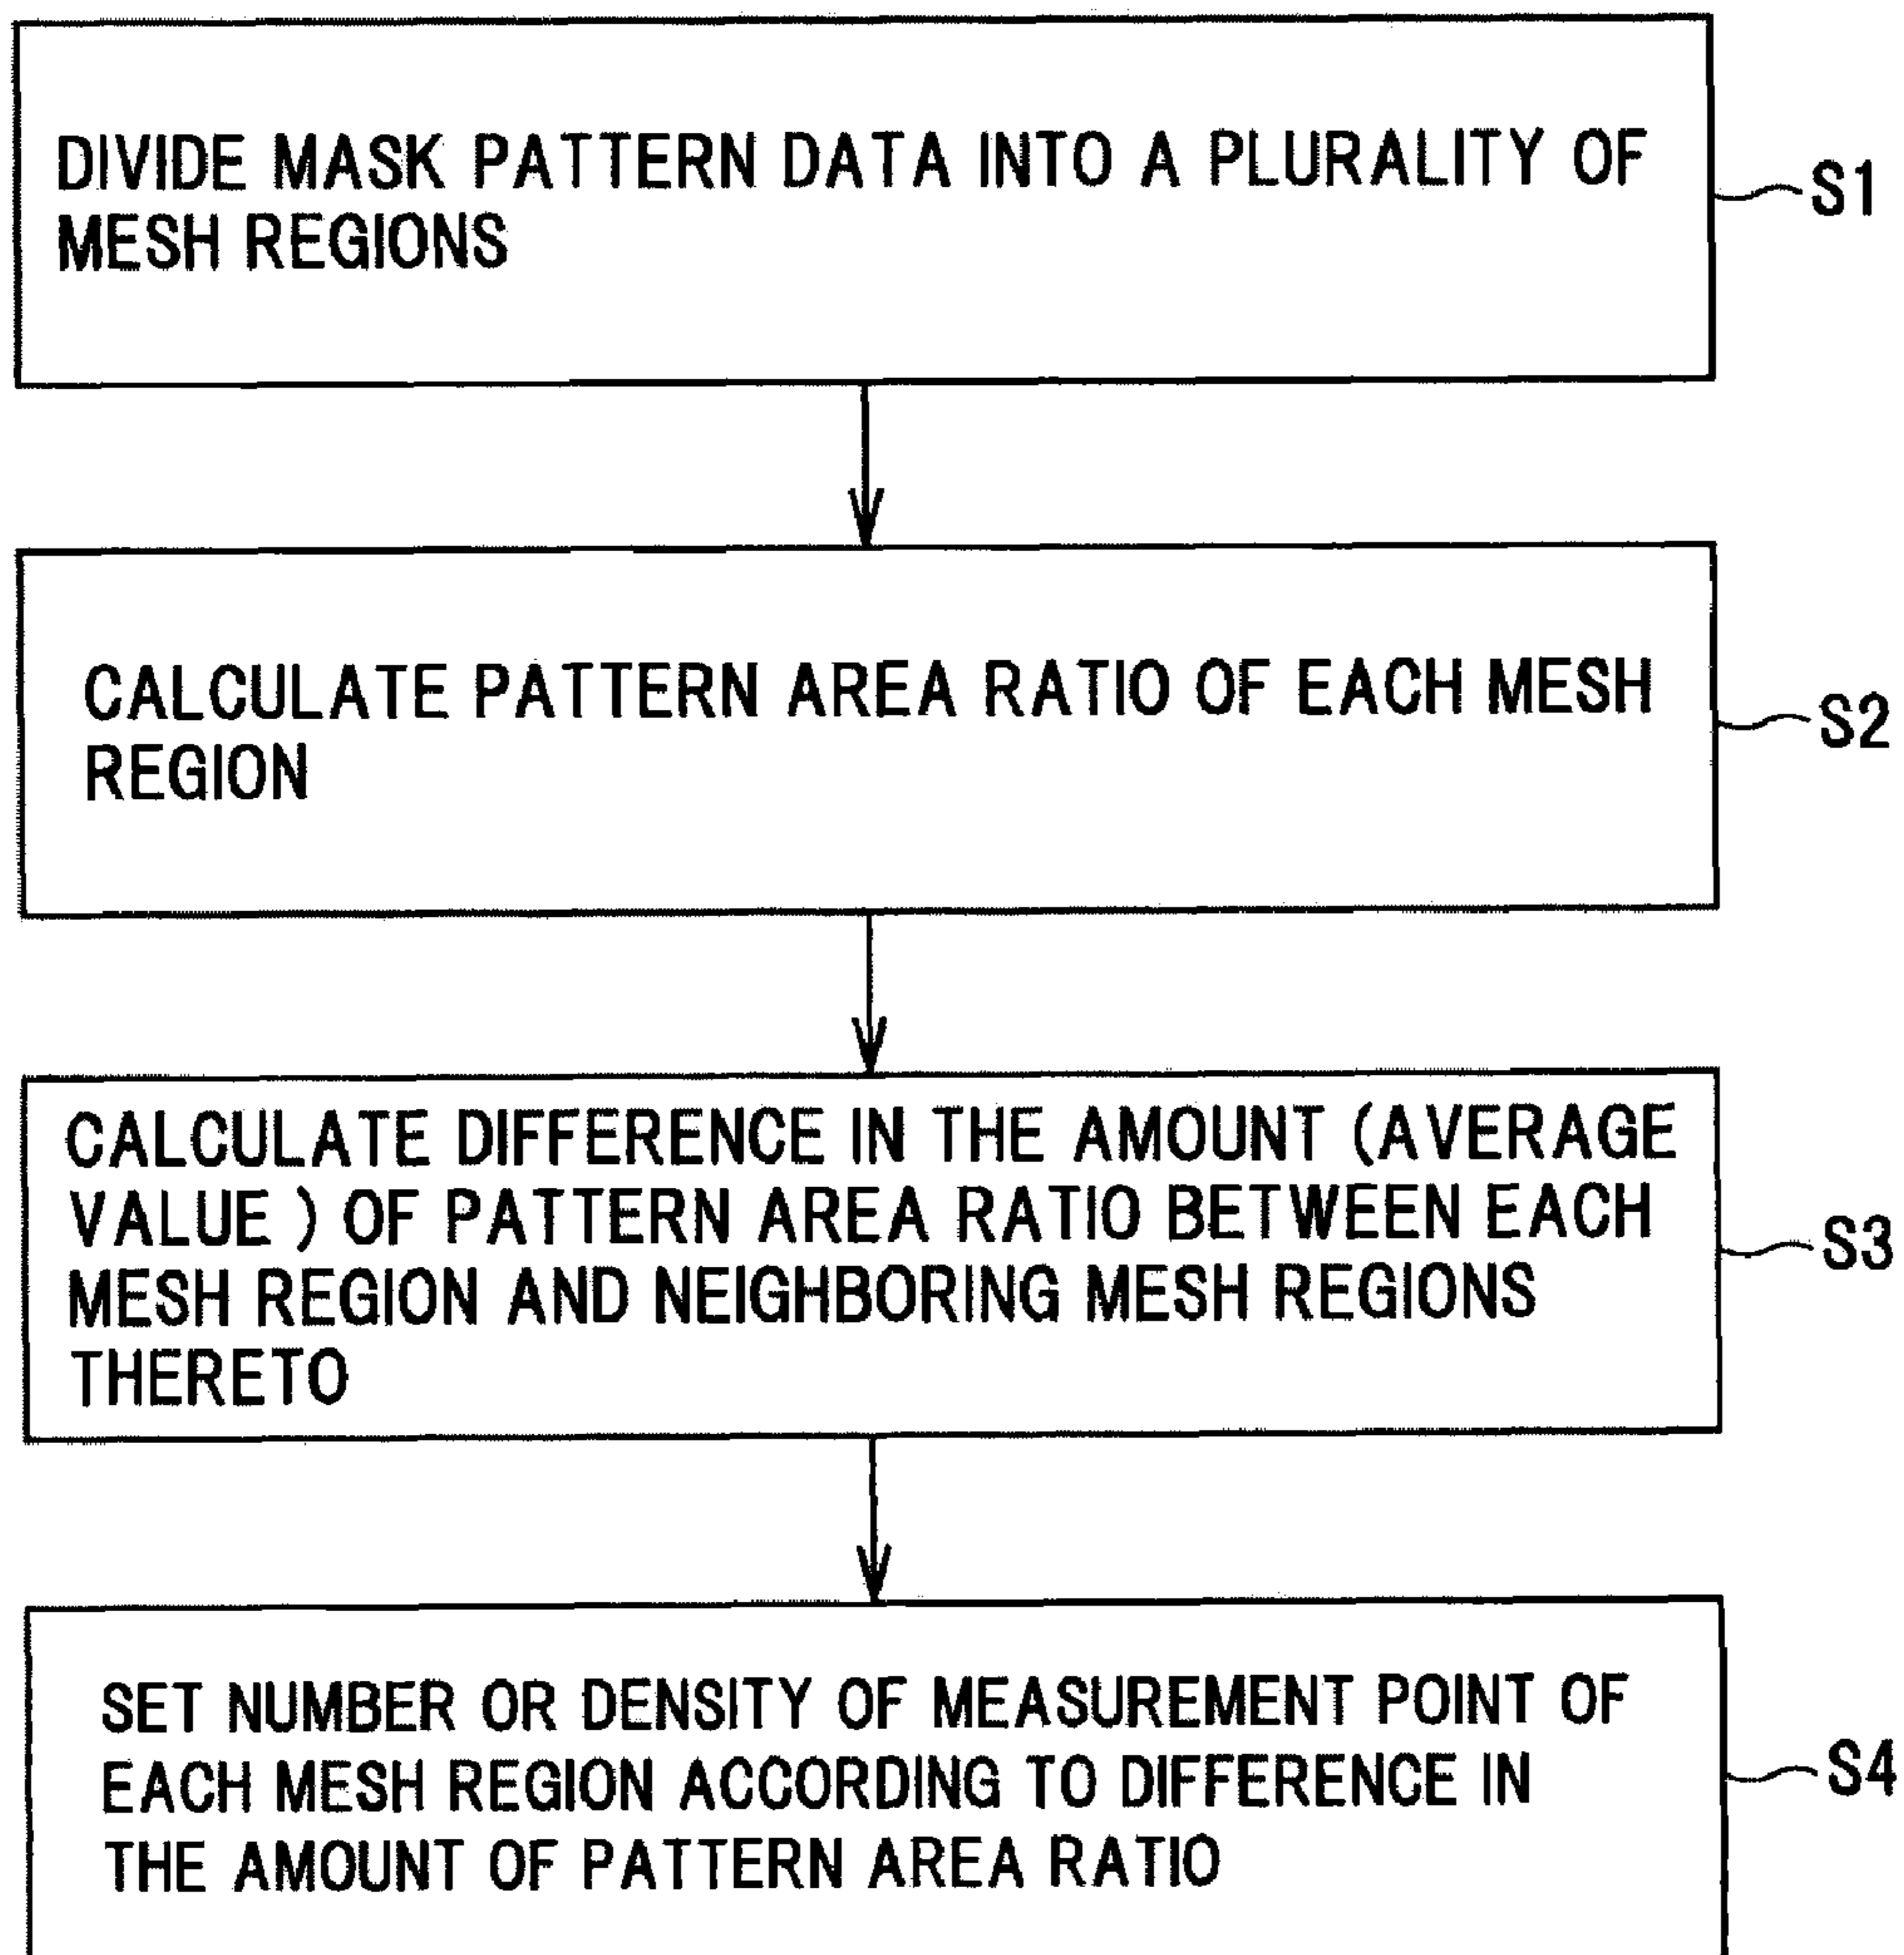 DIVIDE MASK PATTERN DATA INTO A PLURALITY OF
MESH REGIONS
S1
CALCULATE PATTERN AREA RATIO OF EACH MESH
REGION
S2
CALCULATE DIFFERENCE IN THE AMOUNT (AVERAGE
VALUE ) OF PATTERN AREA RATIO BETWEEN EACH
MESH REGION AND NEIGHBORING MESH REGIONS
THERETO
S3
SET NUMBER OR DENSITY OF MEASUREMENT POINT OF
EACH MESH REGION ACCORDING TO DIFFERENCE IN
THE AMOUNT OF PATTERN AREA RATIO
S4